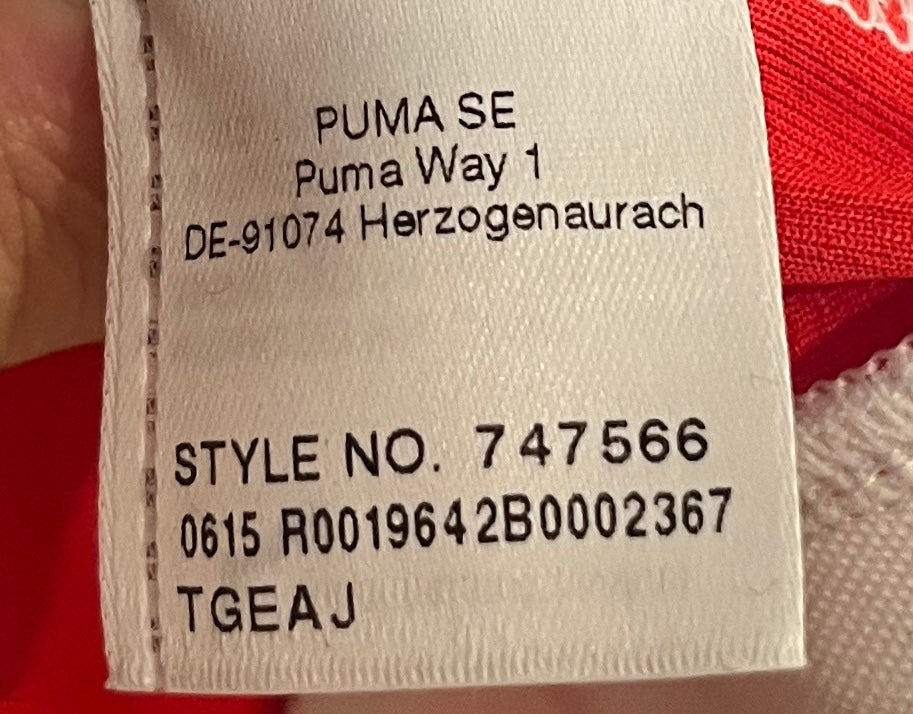 PUMA SE
Puma Way 1
DE-91074 Herzogenaurach
STYLE NO. 747566
0615 R0019642B0002367
TGEAJ